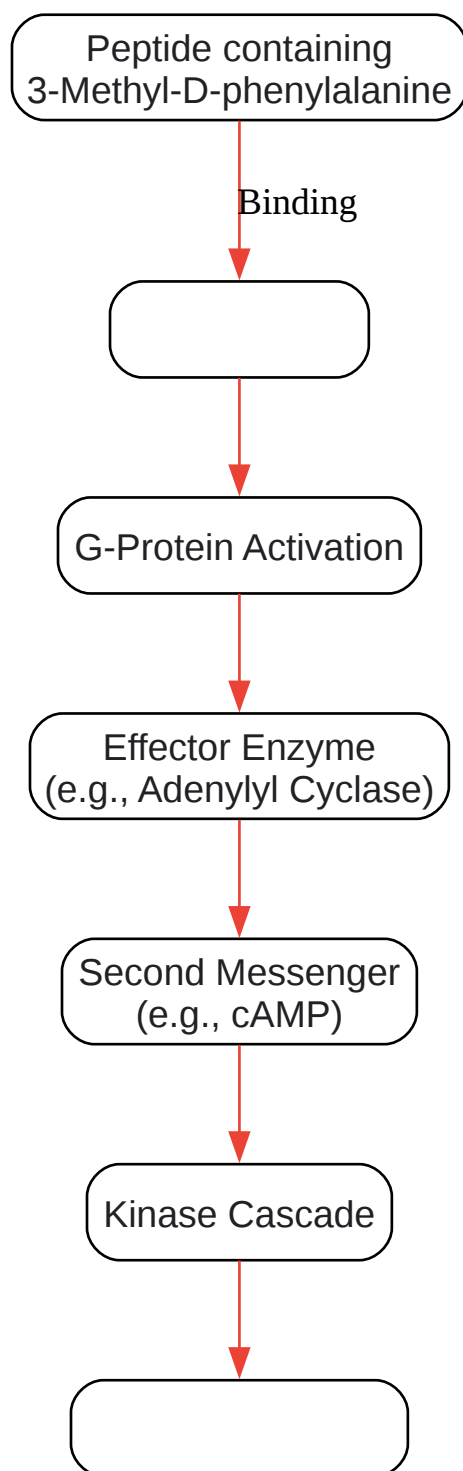 Peptide containing
3-Methyl-D-phenylalanine
Binding
G-Protein Activation
Effector Enzyme
(e.g., Adenylyl Cyclase)
Second Messenger
(e.g., cAMP)
Kinase Cascade